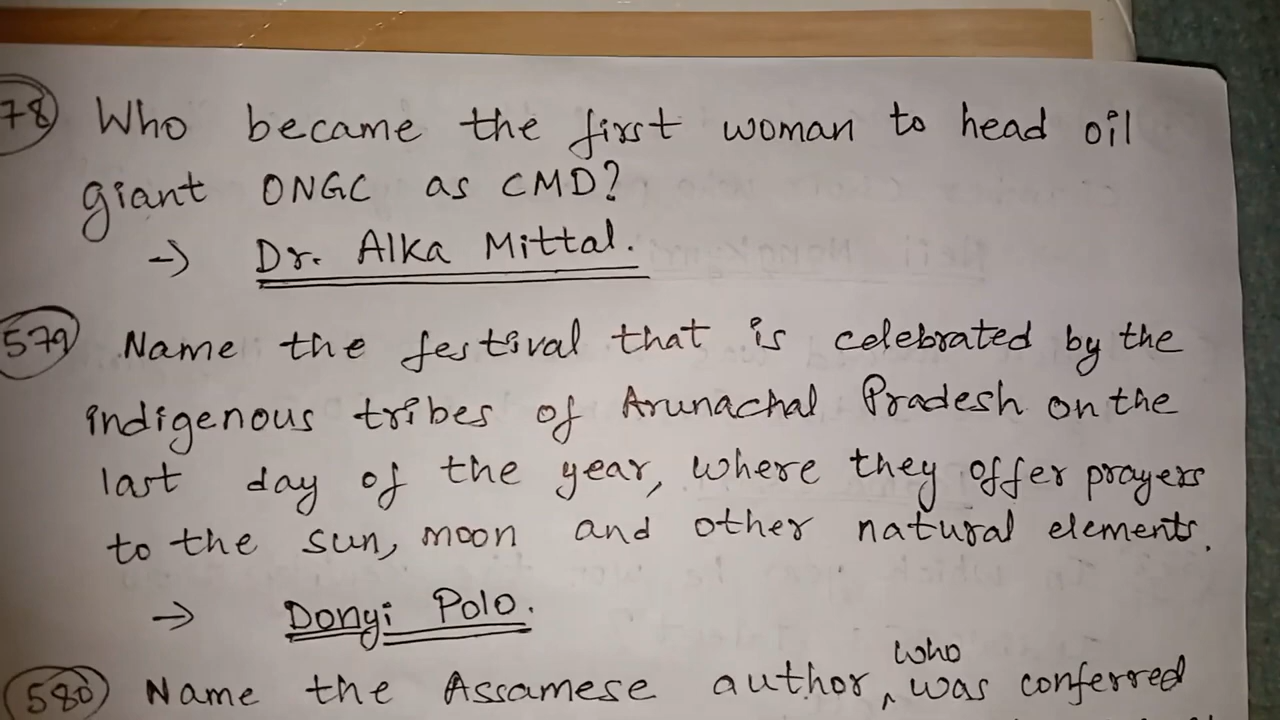 78 Who became the first woman to head oil
giant ONGC as CMD?
→ Dr. Alka Mittal.
579 Name the festival that is celebrated by the
indigenous tribes of Arunachal Pradesh on the
last day of the year, where they offer prayers
to the sun, moon and other natural elements.
→ Donyi Polo.
580 Name the Assamese author, who was conferred